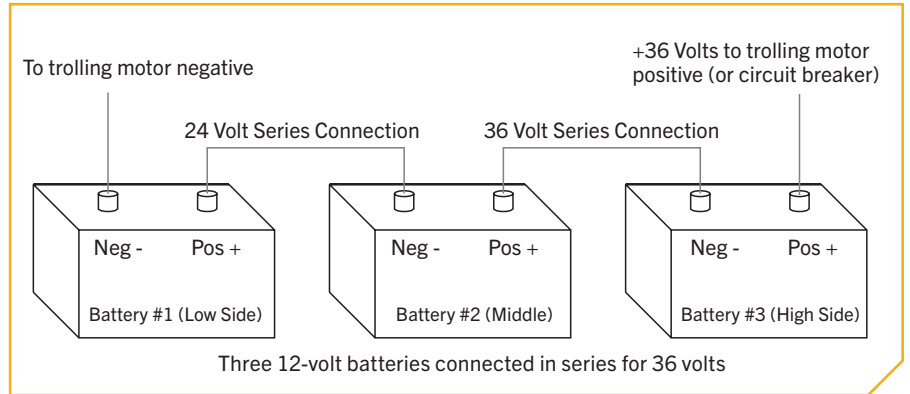 To trolling motor negative
+36 Volts to trolling motor
positive (or circuit breaker)
24 Volt Series Connection
36 Volt Series Connection
Neg -
Pos +
Neg -
Pos +
Neg -
Pos +
Battery #1 (Low Side)
Battery #2 (Middle)
Battery #3 (High Side)
Three 12-volt batteries connected in series for 36 volts